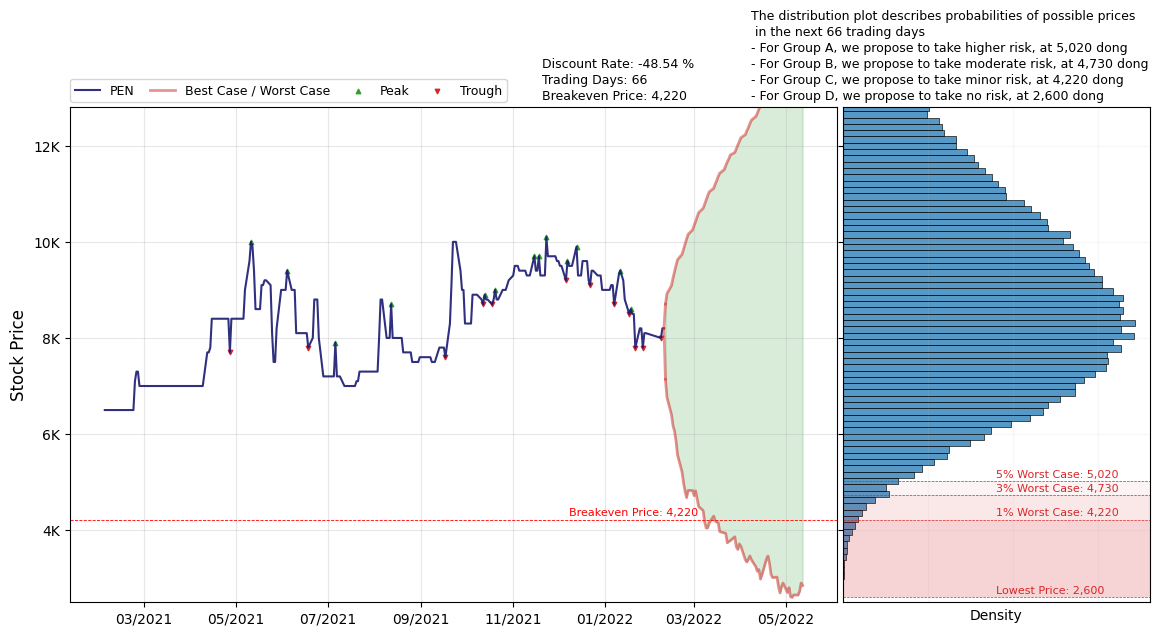 The distribution plot describes probabilities of possible prices
in the next 66 trading days
- For Group A, we propose to take higher risk, at 5,020 dong
- For Group B, we propose to take moderate risk, at 4,730 dong
- For Group C, we propose to take minor risk, at 4,220 dong
- For Group D, we propose to take no risk, at 2,600 dong
Discount Rate: -48.54 %
Trading Days: 66
Breakeven Price: 4,220
PEN
Best Case / Worst Case
Peak
Trough
Stock Price
12K
10K
8K
6K
4K
Breakeven Price: 4,220
03/2021
05/2021
07/2021
09/2021
11/2021
01/2022
03/2022
05/2022
5% Worst Case: 5,020
3% Worst Case: 4,730
1% Worst Case: 4,220
Lowest Price: 2,600
Density